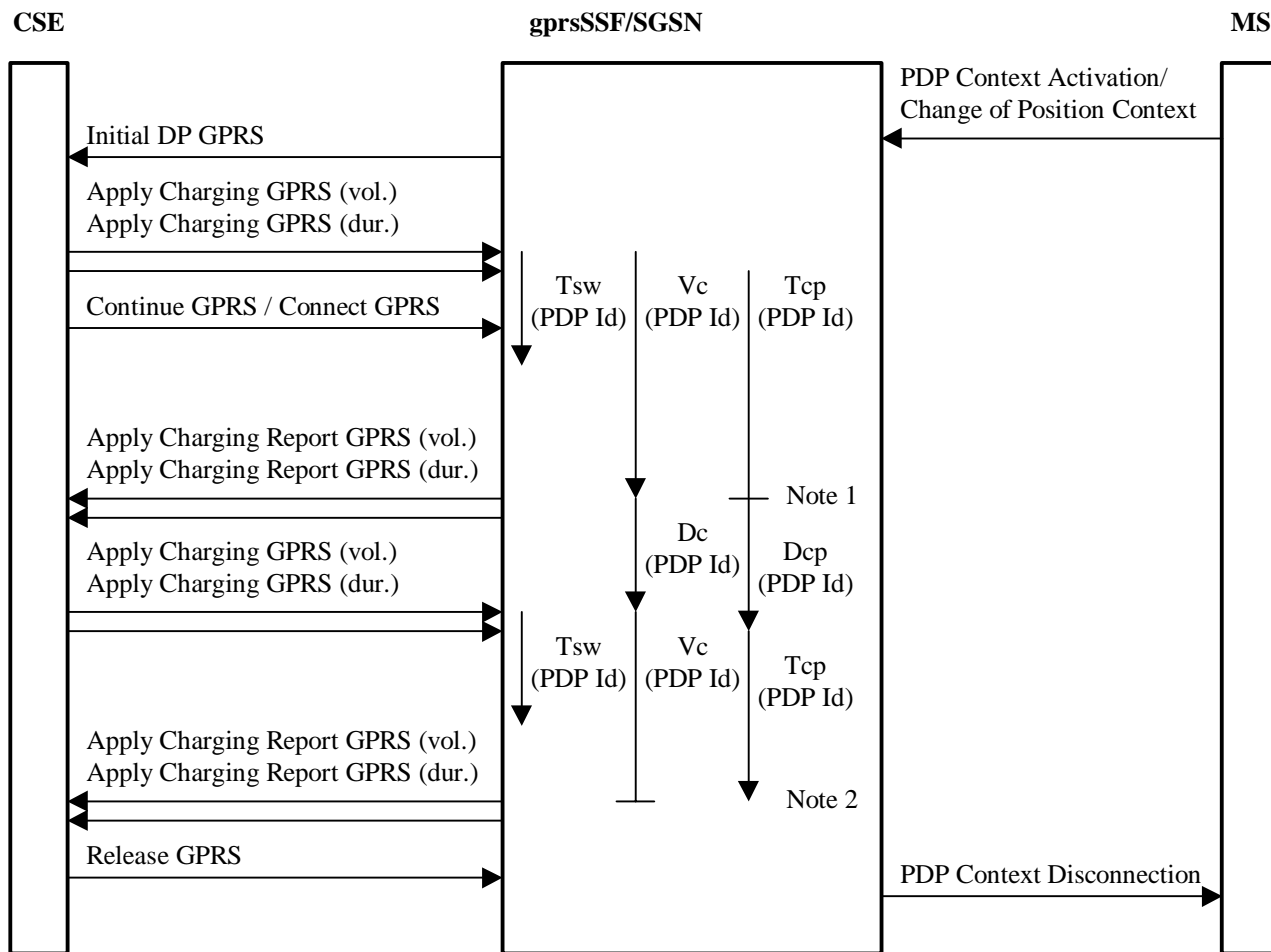 CSE
gprsSSF/SGSN
MS
PDP Context Activation/
Change of Position Context
Initial DP GPRS
Apply Charging GPRS (vol.)
Apply Charging GPRS (dur.)
Tsw
(PDP Id)
Vc
(PDP Id)
Tcp
(PDP Id)
Continue GPRS / Connect GPRS
Apply Charging Report GPRS (vol.)
Apply Charging Report GPRS (dur.)
Note 1
Dc
(PDP Id)
Dcp
(PDP Id)
Apply Charging GPRS (vol.)
Apply Charging GPRS (dur.)
Tsw
(PDP Id)
Vc
(PDP Id)
Tcp
(PDP Id)
Apply Charging Report GPRS (vol.)
Apply Charging Report GPRS (dur.)
Note 2
Release GPRS
PDP Context Disconnection